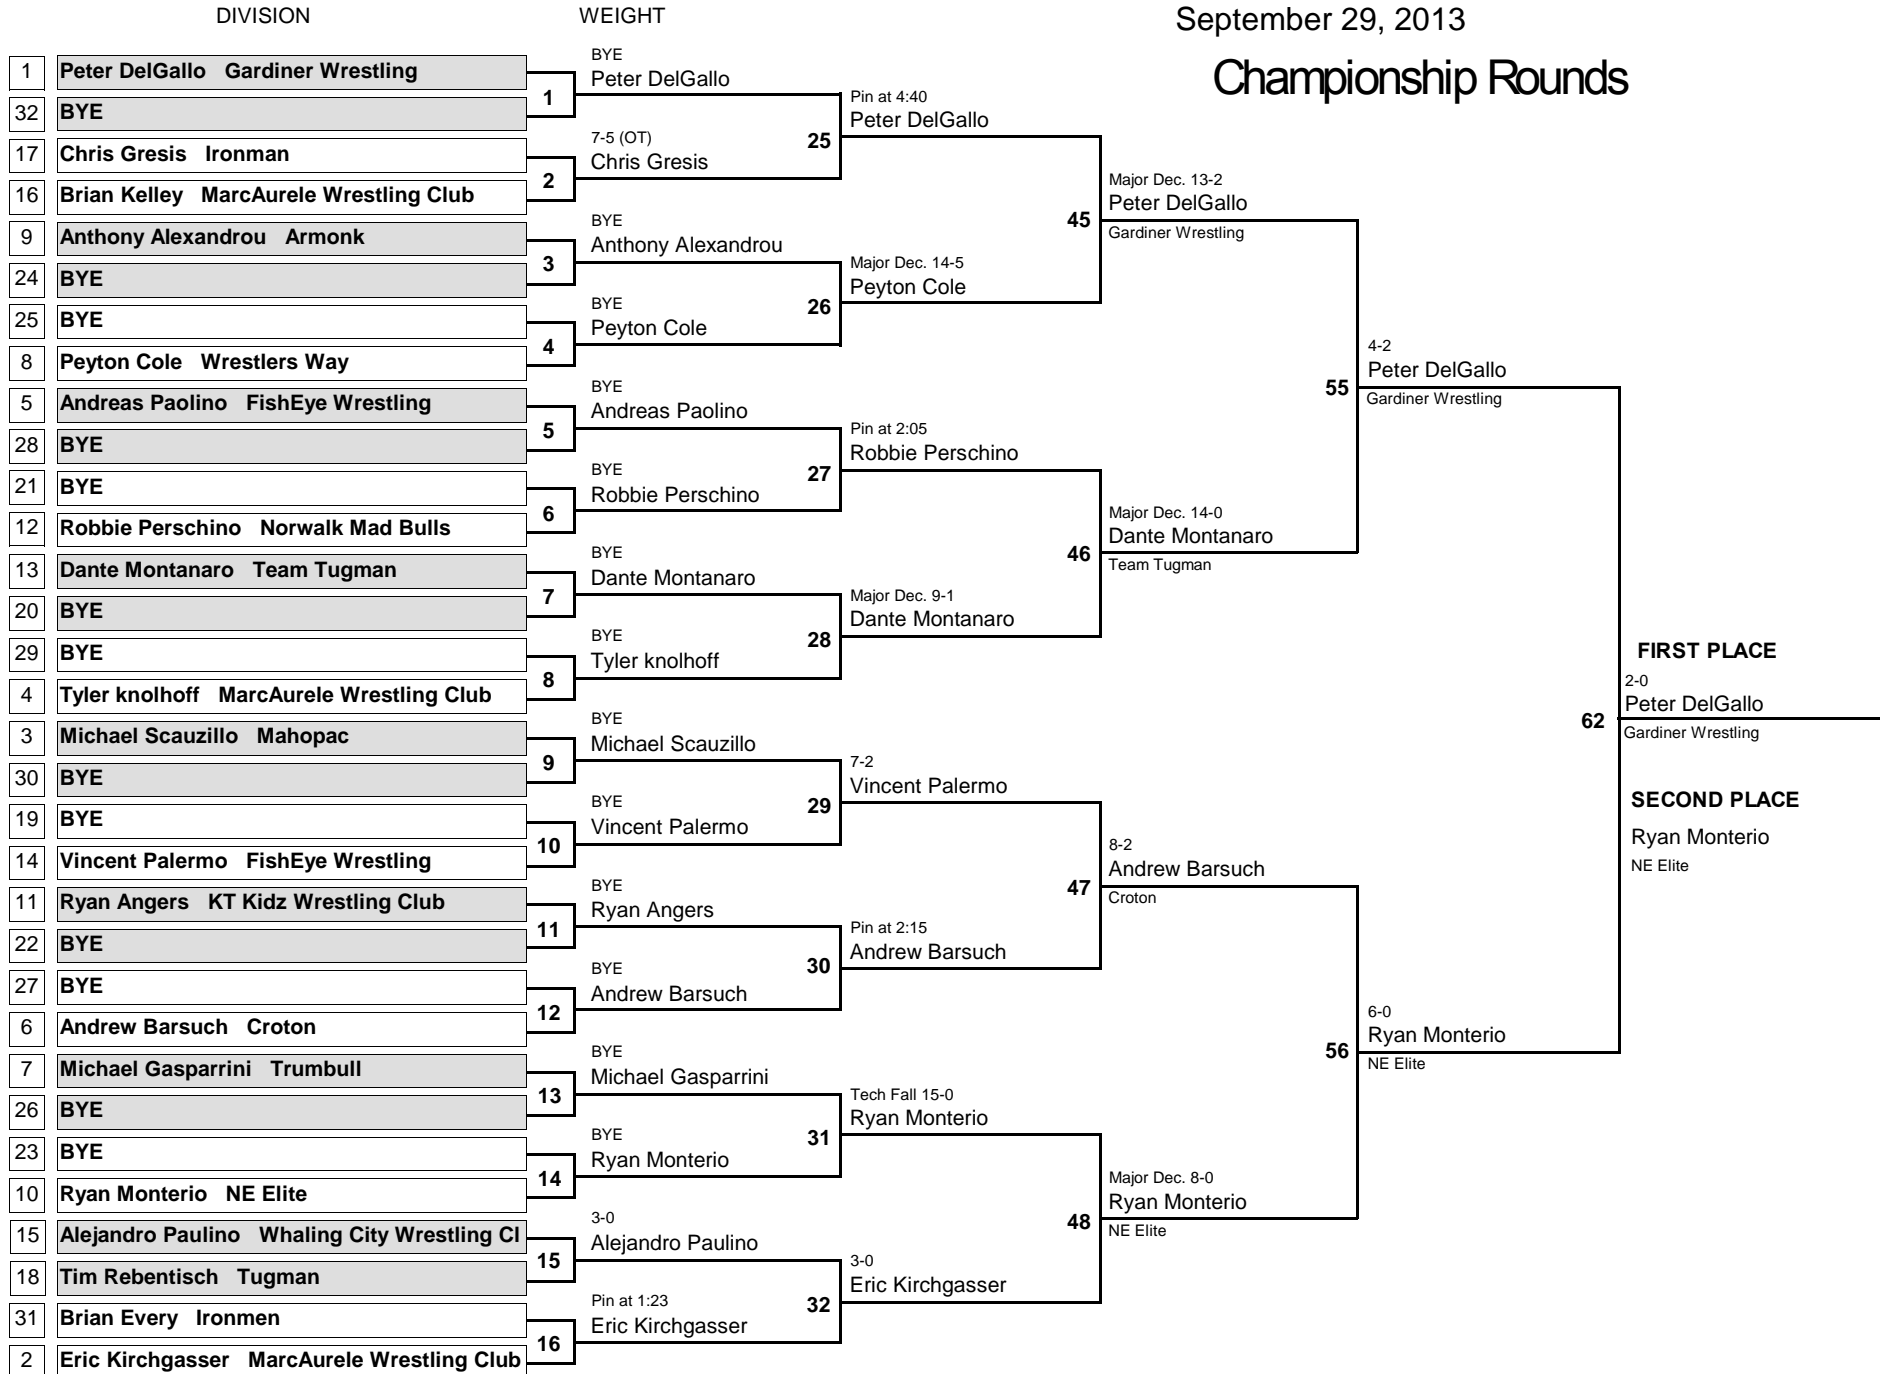 DIVISION
WEIGHT
September 29, 2013
Championship Rounds
1 Peter DelGallo Gardiner Wrestling
32 BYE
17 Chris Gresis Ironman
16 Brian Kelley MarcAurele Wrestling Club
9 Anthony Alexandrou Armonk
24 BYE
25 BYE
8 Peyton Cole Wrestlers Way
5 Andreas Paolino FishEye Wrestling
28 BYE
21 BYE
12 Robbie Perschino Norwalk Mad Bulls
13 Dante Montanaro Team Tugman
20 BYE
29 BYE
4 Tyler knolhoff MarcAurele Wrestling Club
3 Michael Scauzillo Mahopac
30 BYE
19 BYE
14 Vincent Palermo FishEye Wrestling
11 Ryan Angers KT Kidz Wrestling Club
22 BYE
27 BYE
6 Andrew Barsuch Croton
7 Michael Gasparrini Trumbull
26 BYE
23 BYE
10 Ryan Monterio NE Elite
15 Alejandro Paulino Whaling City Wrestling Cl
18 Tim Rebentisch Tugman
31 Brian Every Ironmen
2 Eric Kirchgasser MarcAurele Wrestling Club
1
BYE
Peter DelGallo
2
7-5 (OT)
Chris Gresis
3
BYE
Anthony Alexandrou
4
BYE
Peyton Cole
5
BYE
Andreas Paolino
6
BYE
Robbie Perschino
7
BYE
Dante Montanaro
8
BYE
Tyler knolhoff
9
BYE
Michael Scauzillo
10
BYE
Vincent Palermo
11
BYE
Ryan Angers
12
BYE
Andrew Barsuch
13
BYE
Michael Gasparrini
14
BYE
Ryan Monterio
15
3-0
Alejandro Paulino
16
Pin at 1:23
Eric Kirchgasser
25
Pin at 4:40
Peter DelGallo
26
Major Dec. 14-5
Peyton Cole
27
Pin at 2:05
Robbie Perschino
28
Major Dec. 9-1
Dante Montanaro
29
7-2
Vincent Palermo
30
Pin at 2:15
Andrew Barsuch
31
Tech Fall 15-0
Ryan Monterio
32
3-0
Eric Kirchgasser
45
Major Dec. 13-2
Peter DelGallo
Gardiner Wrestling
46
Major Dec. 14-0
Dante Montanaro
Team Tugman
47
8-2
Andrew Barsuch
Croton
48
Major Dec. 8-0
Ryan Monterio
NE Elite
55
4-2
Peter DelGallo
Gardiner Wrestling
56
6-0
Ryan Monterio
NE Elite
62
FIRST PLACE
2-0
Peter DelGallo
Gardiner Wrestling
SECOND PLACE
Ryan Monterio
NE Elite